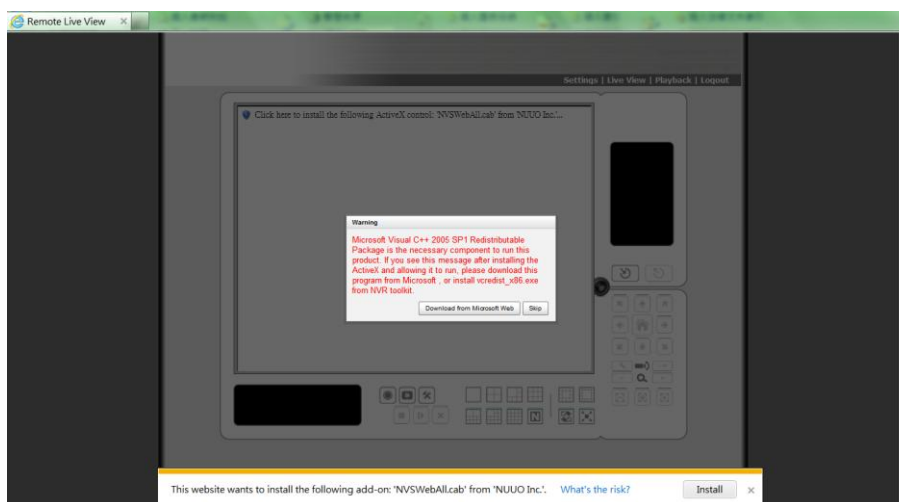 Remote Live View
Settings | Live View | Playback | Logout
Click here to install the following ActiveX control: 'NVSWebAll.cab' from 'NUUO Inc.'...
Warning
Microsoft Visual C++ 2005 SP1 Redistributable
Package is the necessary component to run this
product. If you see this message after installing the
ActiveX and allowing it to run, please download this
program from Microsoft , or install vcredist_x86.exe
from NVR toolkit.
Download from Microsoft Web Skip
N
This website wants to install the following add-on: 'NVSWebAll.cab' from 'NUUO Inc.'. What's the risk? Install